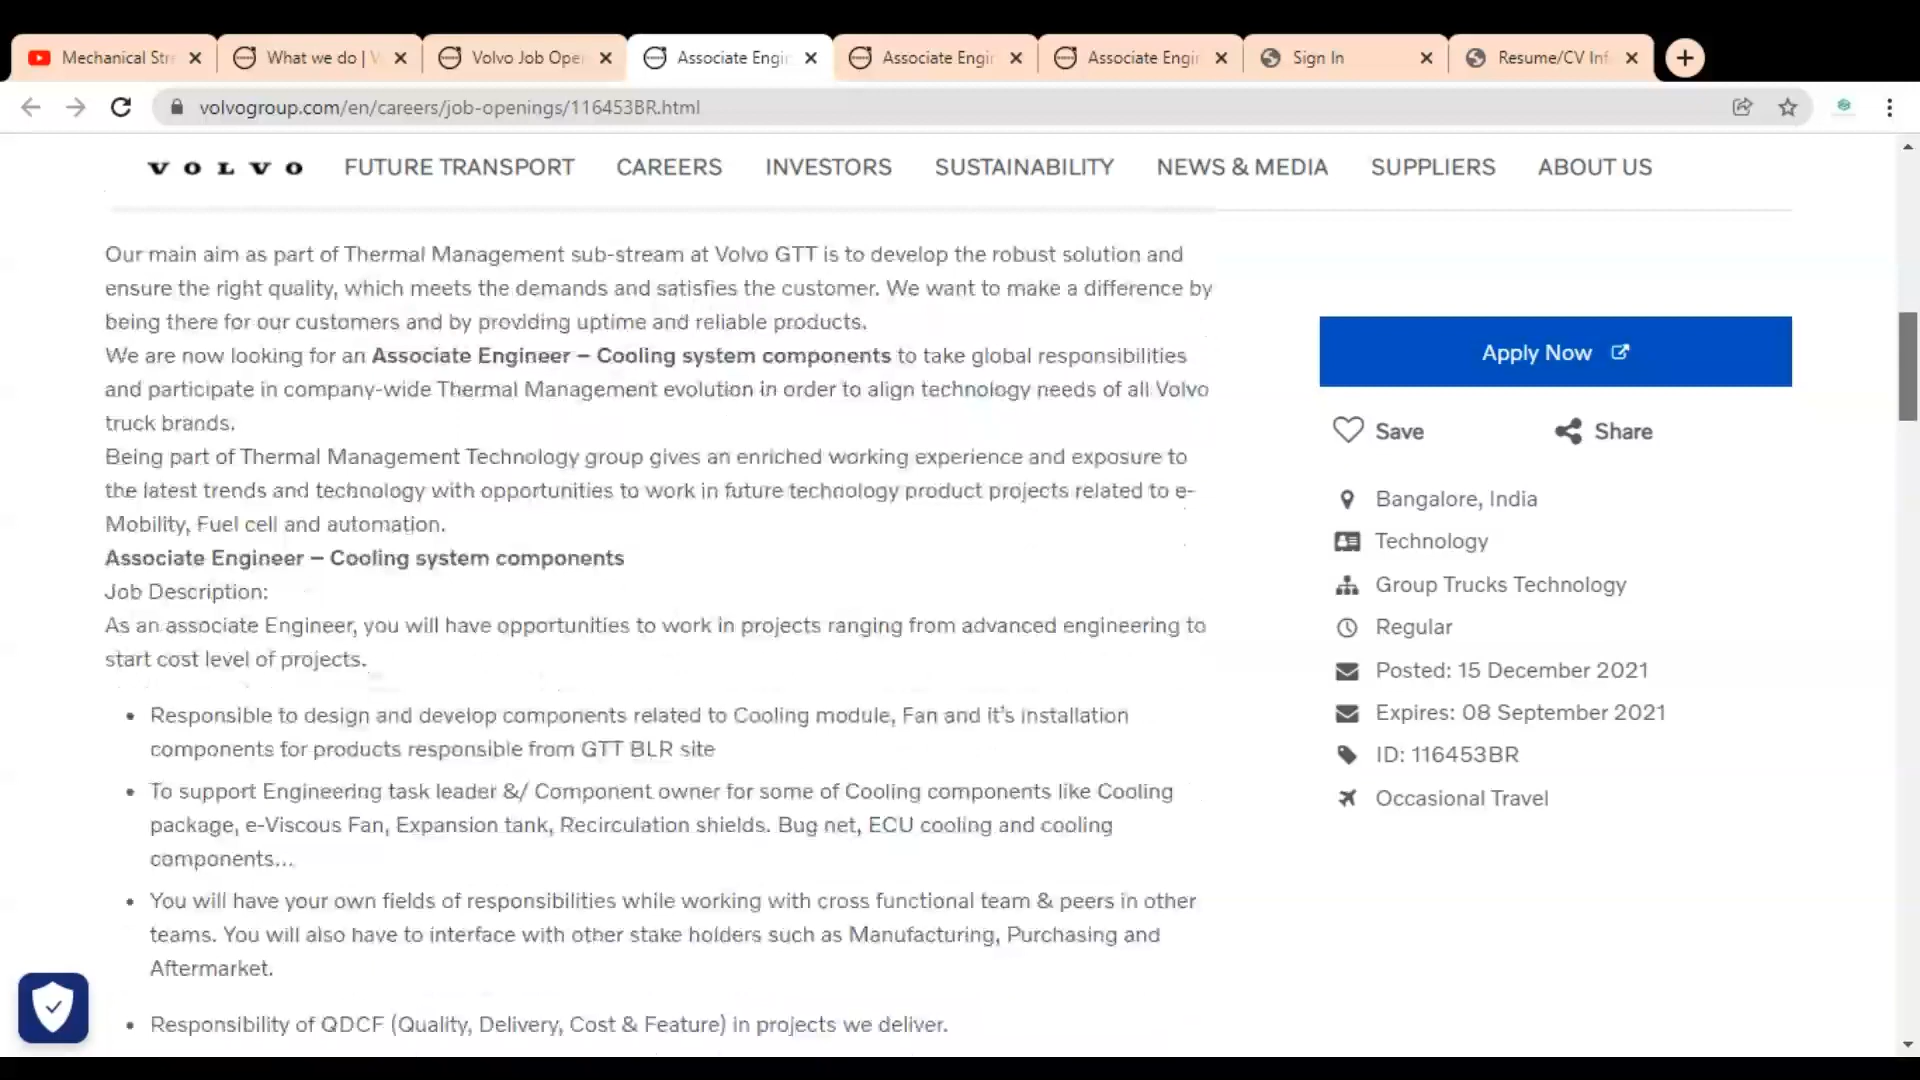 Mechanical Str
What we do | V
Volvo Job Oper
Associate Engi
Associate Engir
Associate Engir
Sign In
Resume/CV Inf
volvogroup.com/en/careers/job-openings/116453BR.html
VOLVO FUTURE TRANSPORT CAREERS INVESTORS SUSTAINABILITY NEWS & MEDIA SUPPLIERS ABOUT US
Our main aim as part of Thermal Management sub-stream at Volvo GTT is to develop the robust solution and
ensure the right quality, which meets the demands and satisfies the customer. We want to make a difference by
being there for our customers and by providing uptime and reliable products.
We are now looking for an Associate Engineer – Cooling system components to take global responsibilities
and participate in company-wide Thermal Management evolution in order to align technology needs of all Volvo
truck brands.
Being part of Thermal Management Technology group gives an enriched working experience and exposure to
the latest trends and technology with opportunities to work in future technology product projects related to e-
Mobility, Fuel cell and automation.
Associate Engineer – Cooling system components
Job Description:
As an associate Engineer, you will have opportunities to work in projects ranging from advanced engineering to
start cost level of projects.
• Responsible to design and develop components related to Cooling module, Fan and it's installation
components for products responsible from GTT BLR site
• To support Engineering task leader &/ Component owner for some of Cooling components like Cooling
package, e-Viscous Fan, Expansion tank, Recirculation shields. Bug net, ECU cooling and cooling
components...
• You will have your own fields of responsibilities while working with cross functional team & peers in other
teams. You will also have to interface with other stake holders such as Manufacturing, Purchasing and
Aftermarket.
• Responsibility of QDCF (Quality, Delivery, Cost & Feature) in projects we deliver.
Apply Now
Save
Share
Bangalore, India
Technology
Group Trucks Technology
Regular
Posted: 15 December 2021
Expires: 08 September 2021
ID: 116453BR
Occasional Travel